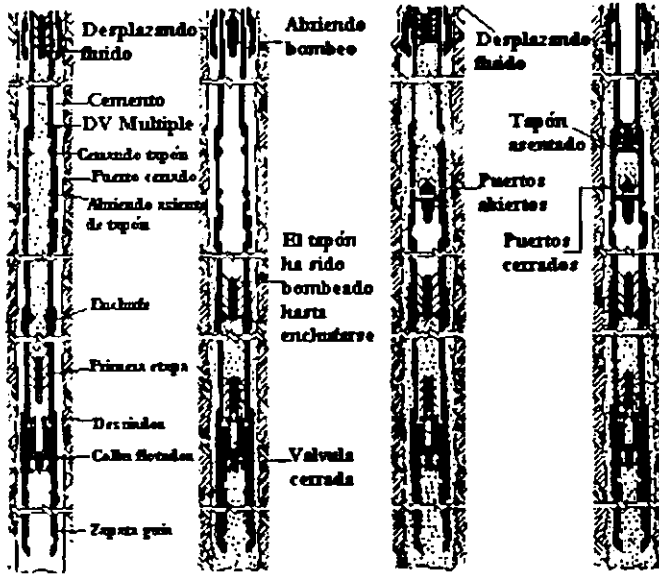 Desplazando
fluido
Cemento
DV Multiple
Cerrando tapón
Puerto cerrado
Abriendo asiento
de tapón
Enchufe
Primera etapa
Collar flotador
Zapata guia
Abriendo
bombeo
El tapón
ha sido
bombeado
hasta
enchufarse
Valvula
cerrada
Desplazando
fluido
Puertos
abiertos
Tapón
asentado
Puertos
cerrados